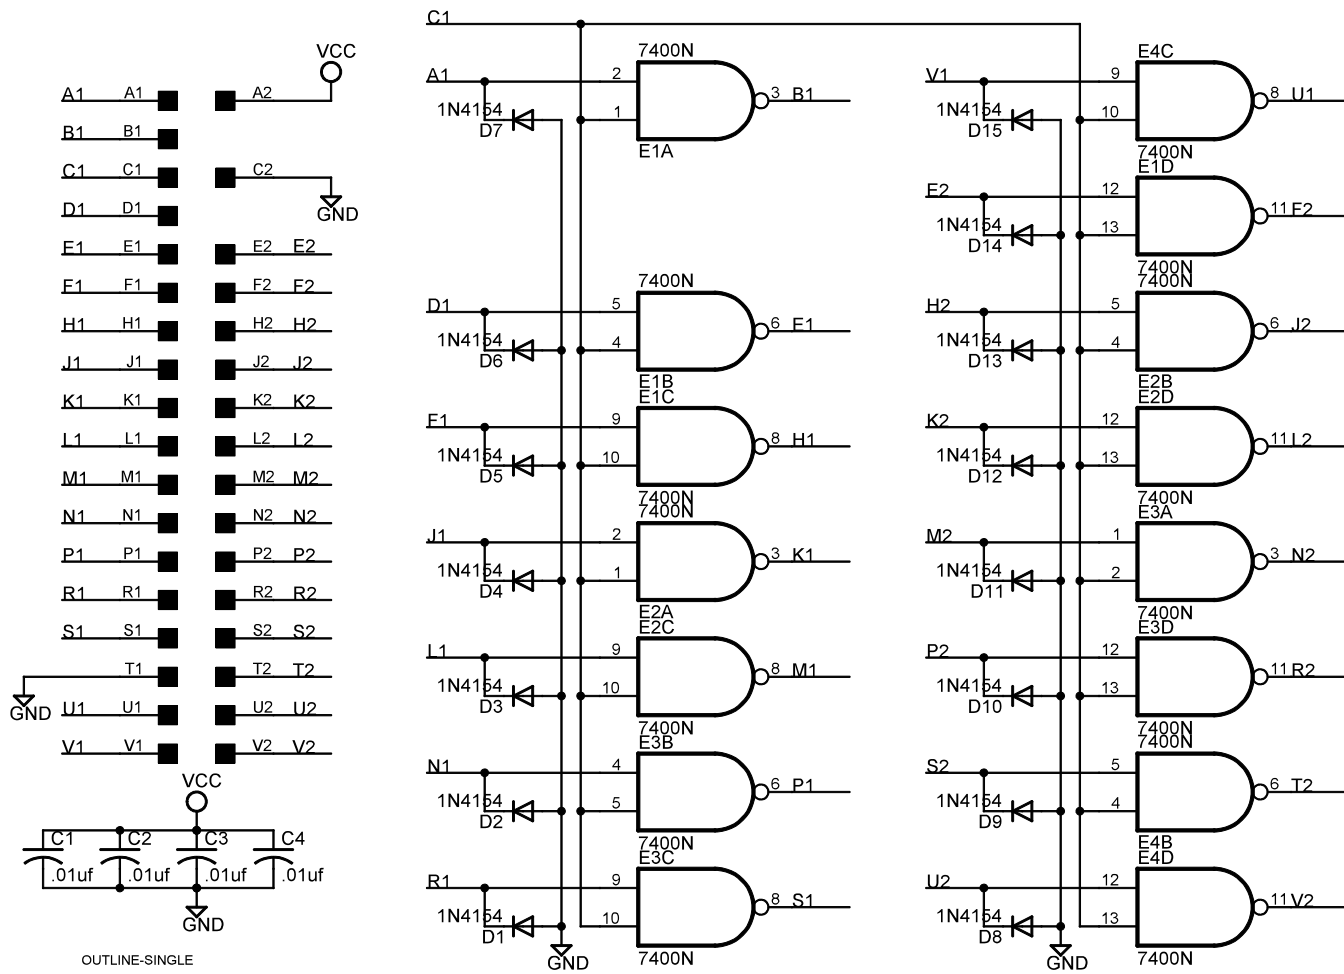 VCC
A1 A1 A2
B1 B1
C1 C1 C2
GND
D1 D1
E1 E1 E2 E2
F1 F1 F2 F2
H1 H1 H2 H2
J1 J1 J2 J2
K1 K1 K2 K2
L1 L1 L2 L2
M1 M1 M2 M2
N1 N1 N2 N2
P1 P1 P2 P2
R1 R1 R2 R2
S1 S1 S2 S2
T1 T2 T2
GND
U1 U1 U2 U2
V1 V1 V2 V2
VCC
C1 C2 C3 C4
.01uf .01uf .01uf .01uf
GND
OUTLINE-SINGLE
C1
7400N
A1 2 3 B1
1N4154 1
D7 E1A
7400N
D1 5 6 E1
1N4154 4
D6 E1B
E1C
F1 9 8 H1
1N4154 10
D5 7400N
7400N
J1 2 3 K1
1N4154 1
D4 E2A
E2C
L1 9 8 M1
1N4154 10
D3 7400N
E3B
N1 4 6 P1
1N4154 5
D2 7400N
E3C
R1 9 8 S1
1N4154 10
D1 7400N
GND
E4C
V1 9 8 U1
1N4154 10
D15 7400N
E1D
E2 12 11 F2
1N4154 13
D14 7400N
7400N
H2 5 6 J2
1N4154 4
D13 E2B
E2D
K2 12 11 L2
1N4154 13
D12 7400N
E3A
M2 1 3 N2
1N4154 2
D11 7400N
E3D
P2 12 11 R2
1N4154 13
D10 7400N
7400N
S2 5 6 T2
1N4154 4
D9 E4B
E4D
U2 12 11 V2
1N4154 13
D8 7400N
GND